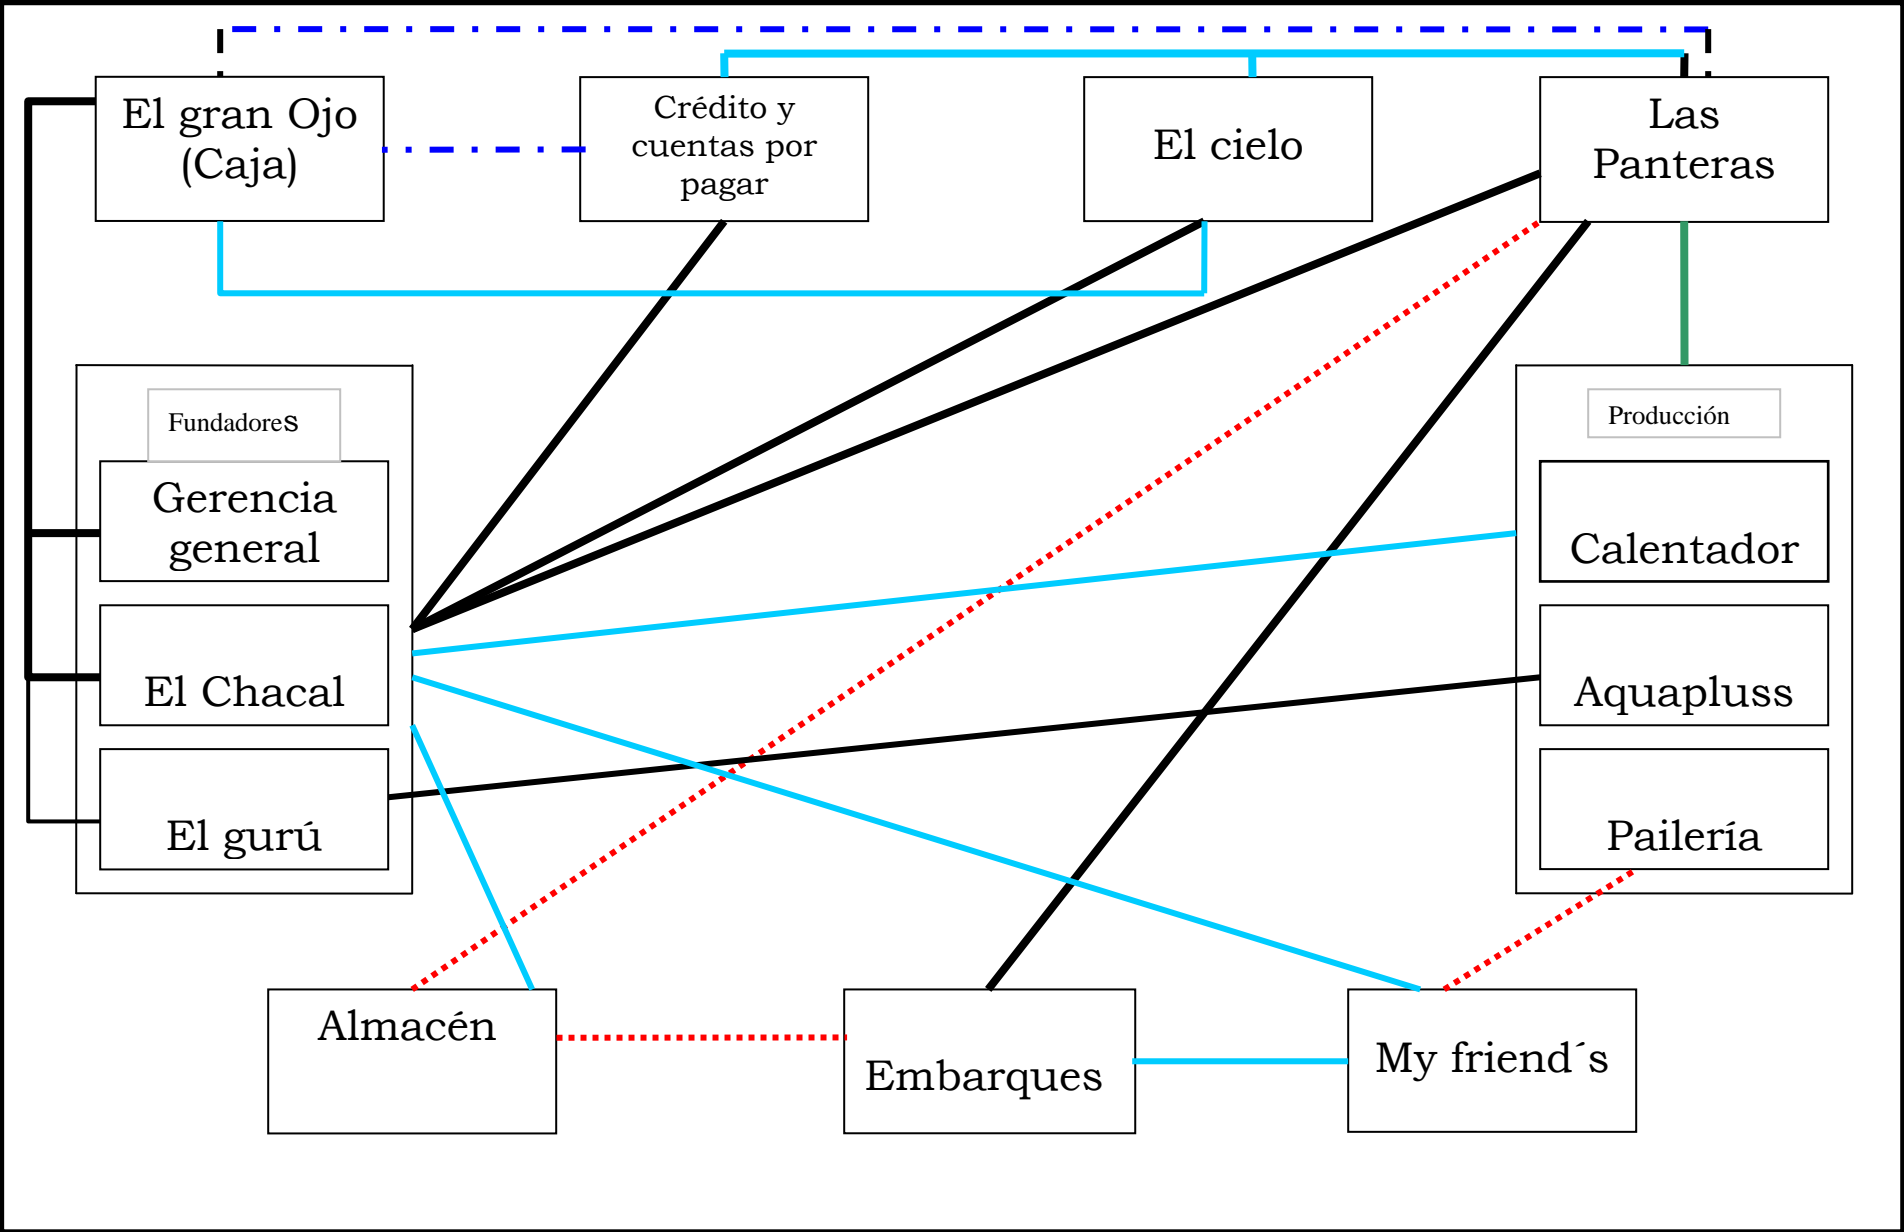 El gran Ojo
(Caja)
Crédito y
cuentas por
pagar
El cielo
Las
Panteras
Fundadores
Gerencia
general
El Chacal
El gurú
Producción
Calentador
Aquapluss
Pailería
Almacén
Embarques
My friend´s